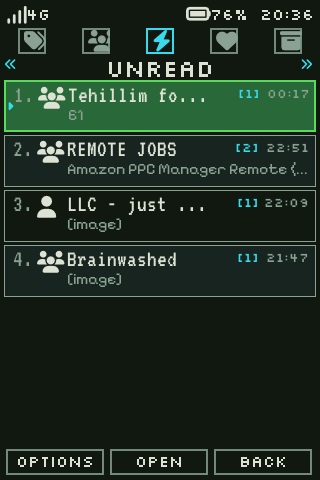 4G 76% 20:36
« »
UNREAD
1. Tehillim fo... [1] 00:17
61
2. REMOTE JOBS [2] 22:51
Amazon PPC Manager Remote (...
3. LLC - just ... [1] 22:09
(image)
4. Brainwashed [1] 21:47
(image)
OPTIONS OPEN BACK